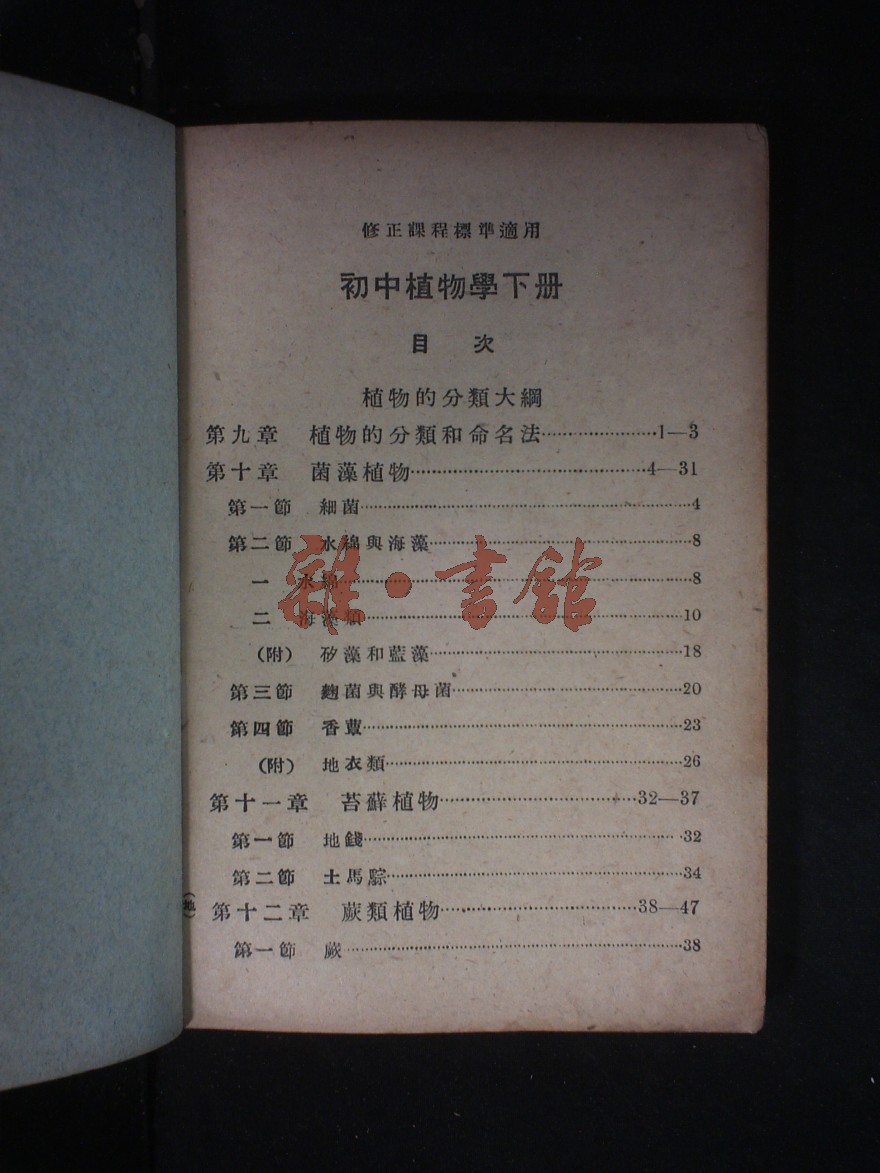 修正課程標準適用
初中植物學下册
目 次
植物的分類大綱
第九章 植物的分類和命名法……………………1—3
第十章 菌藻植物……………………4—31
第一節 細菌……………………4
第二節 水綿與海藻……………………8
一 水綿……………………8
二 海藻類……………………10
(附) 矽藻和藍藻……………………18
第三節 麴菌與酵母菌……………………20
第四節 香蕈……………………23
(附) 地衣類……………………26
第十一章 苔蘚植物……………………32—37
第一節 地錢……………………32
第二節 土馬騌……………………34
第十二章 蕨類植物……………………38—47
第一節 蕨……………………38
(地)
雜·書館